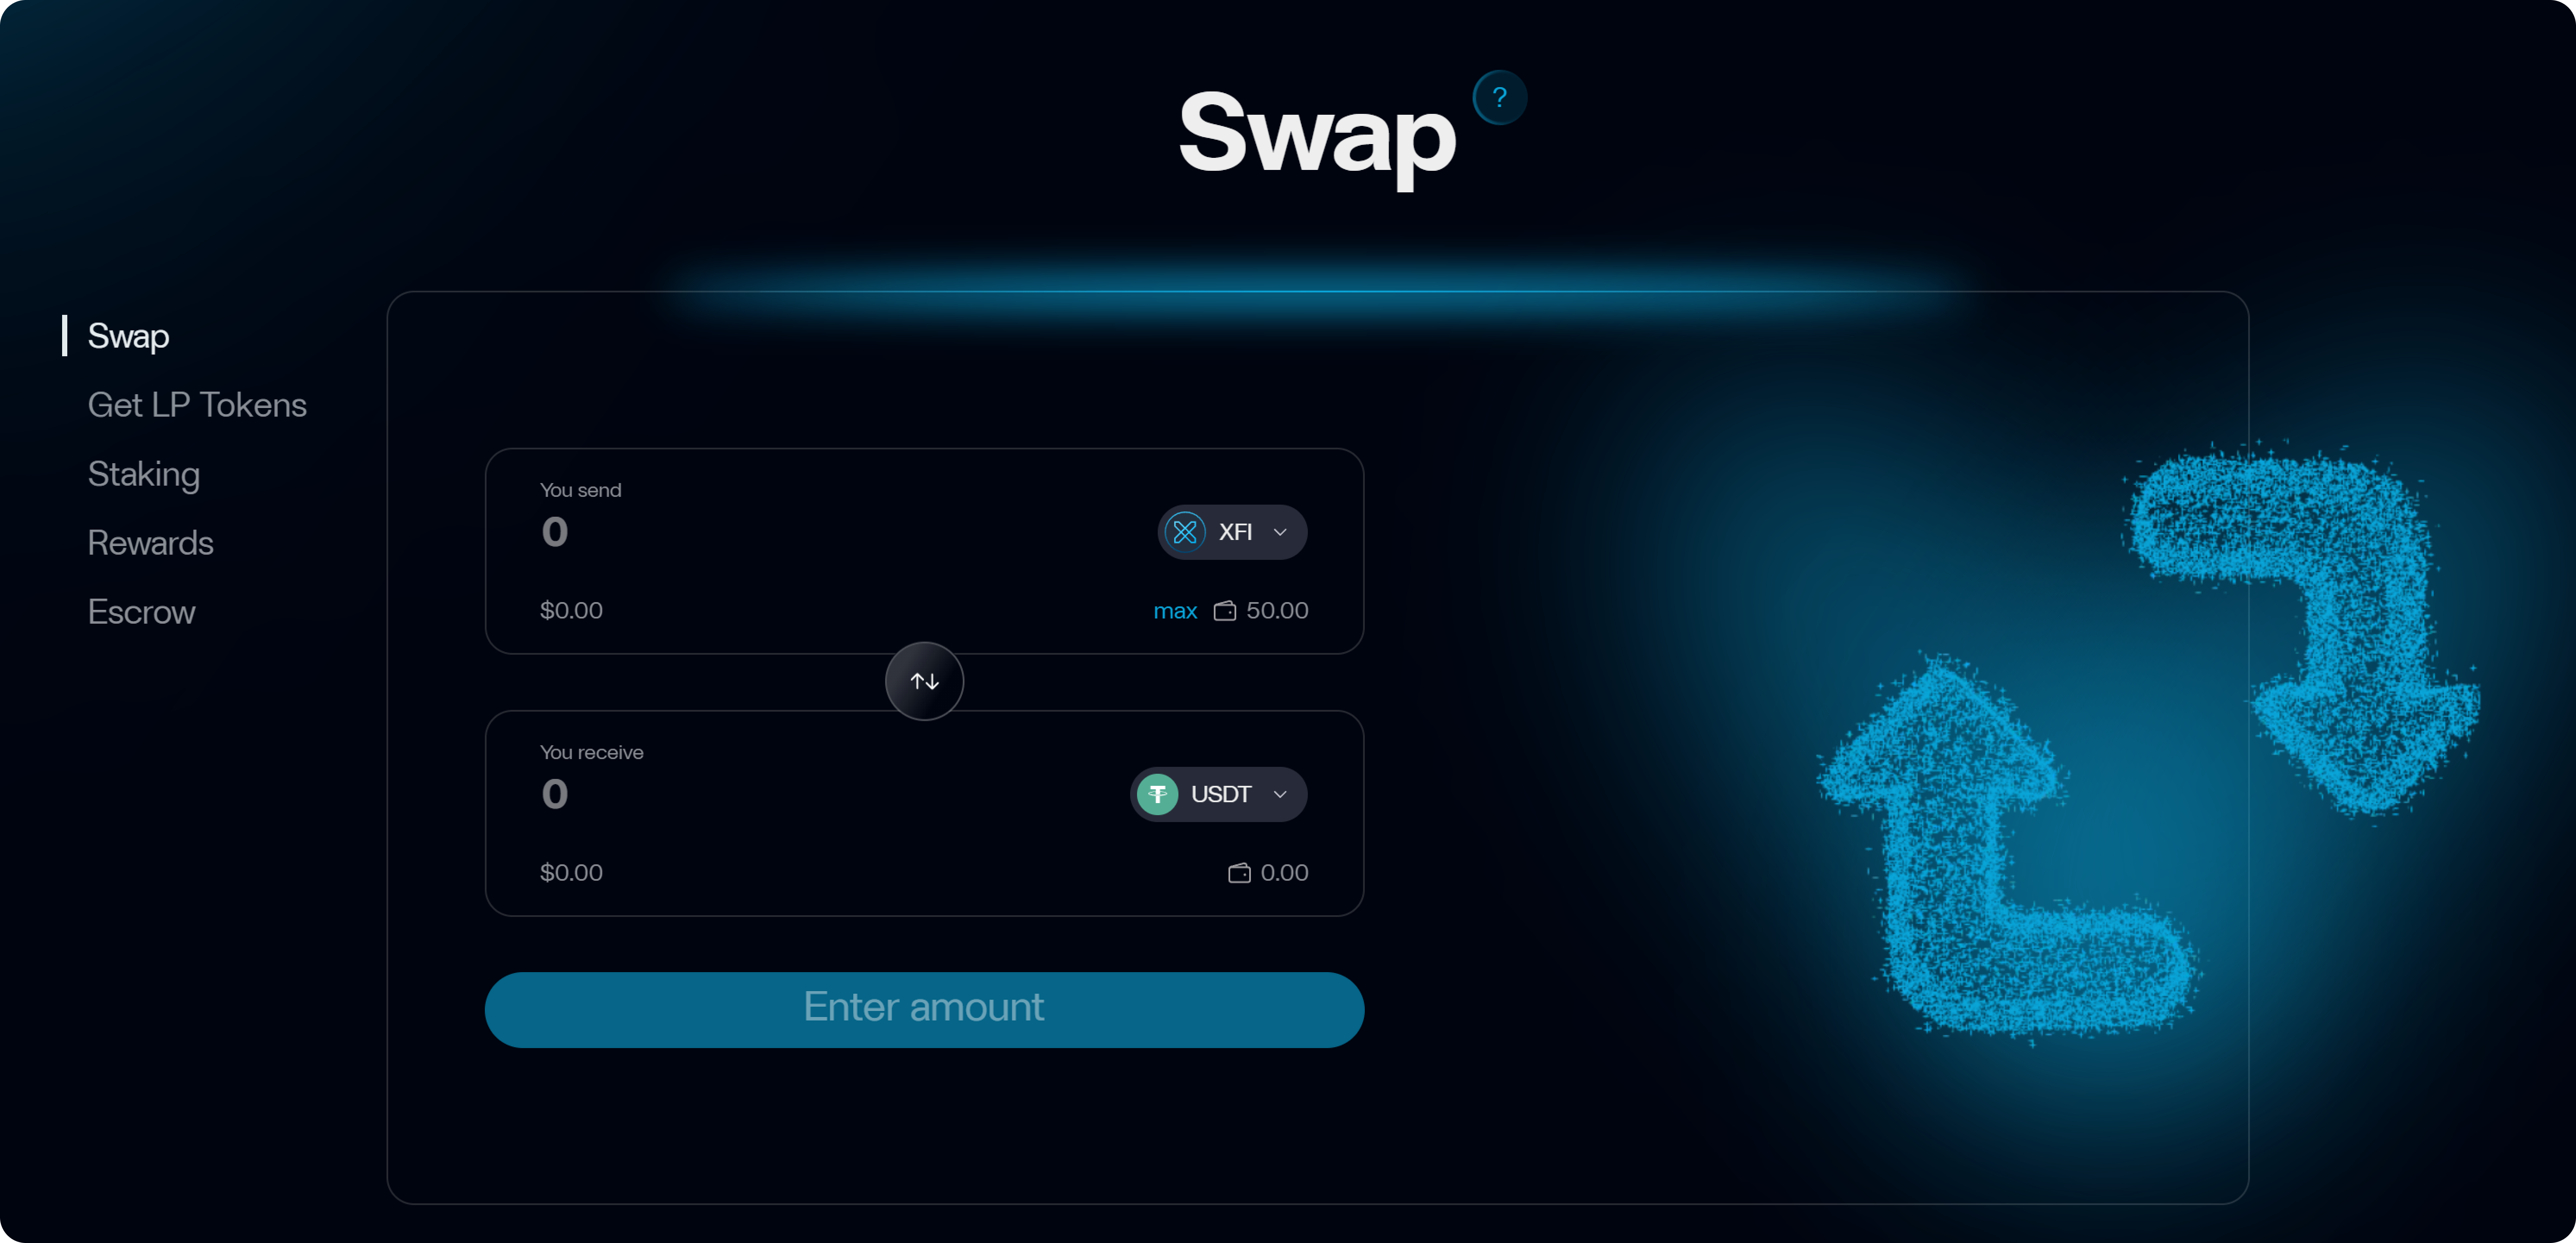 Swap
?
Swap
Get LP Tokens
Staking
Rewards
Escrow
You send
0
XFI
$0.00
max 50.00
You receive
0
USDT
$0.00
0.00
Enter amount